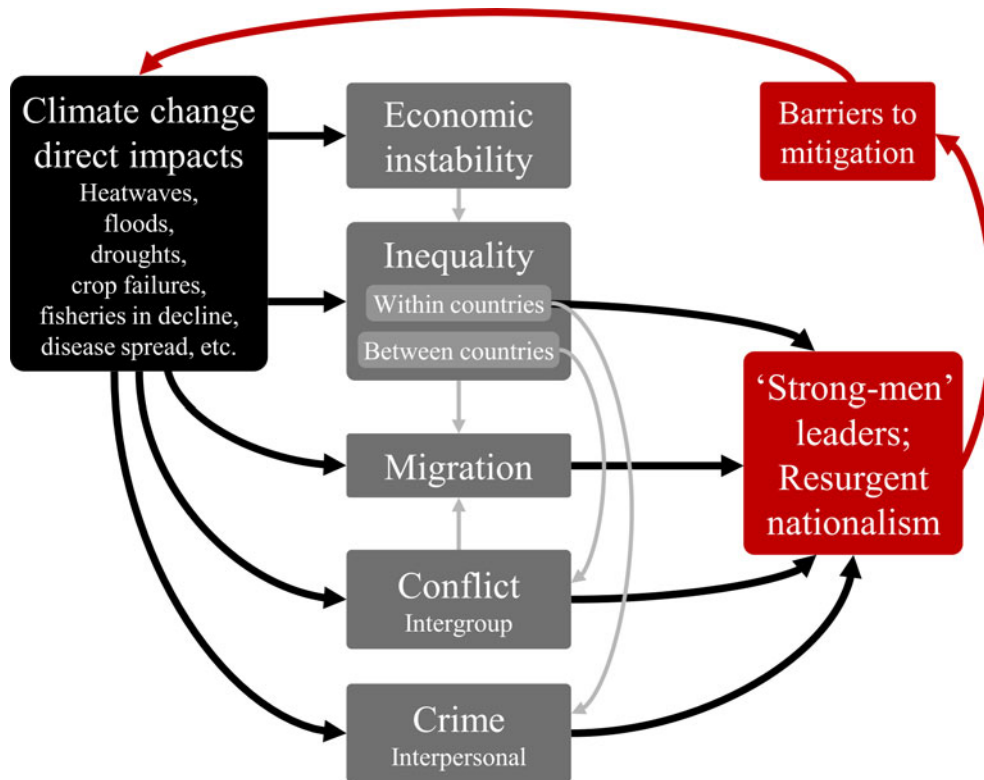 Climate change
direct impacts
Heatwaves,
floods,
droughts,
crop failures,
fisheries in decline,
disease spread, etc.
Economic
instability
Inequality
Within countries
Between countries
Migration
Conflict
Intergroup
Crime
Interpersonal
Barriers to
mitigation
‘Strong-men’
leaders;
Resurgent
nationalism